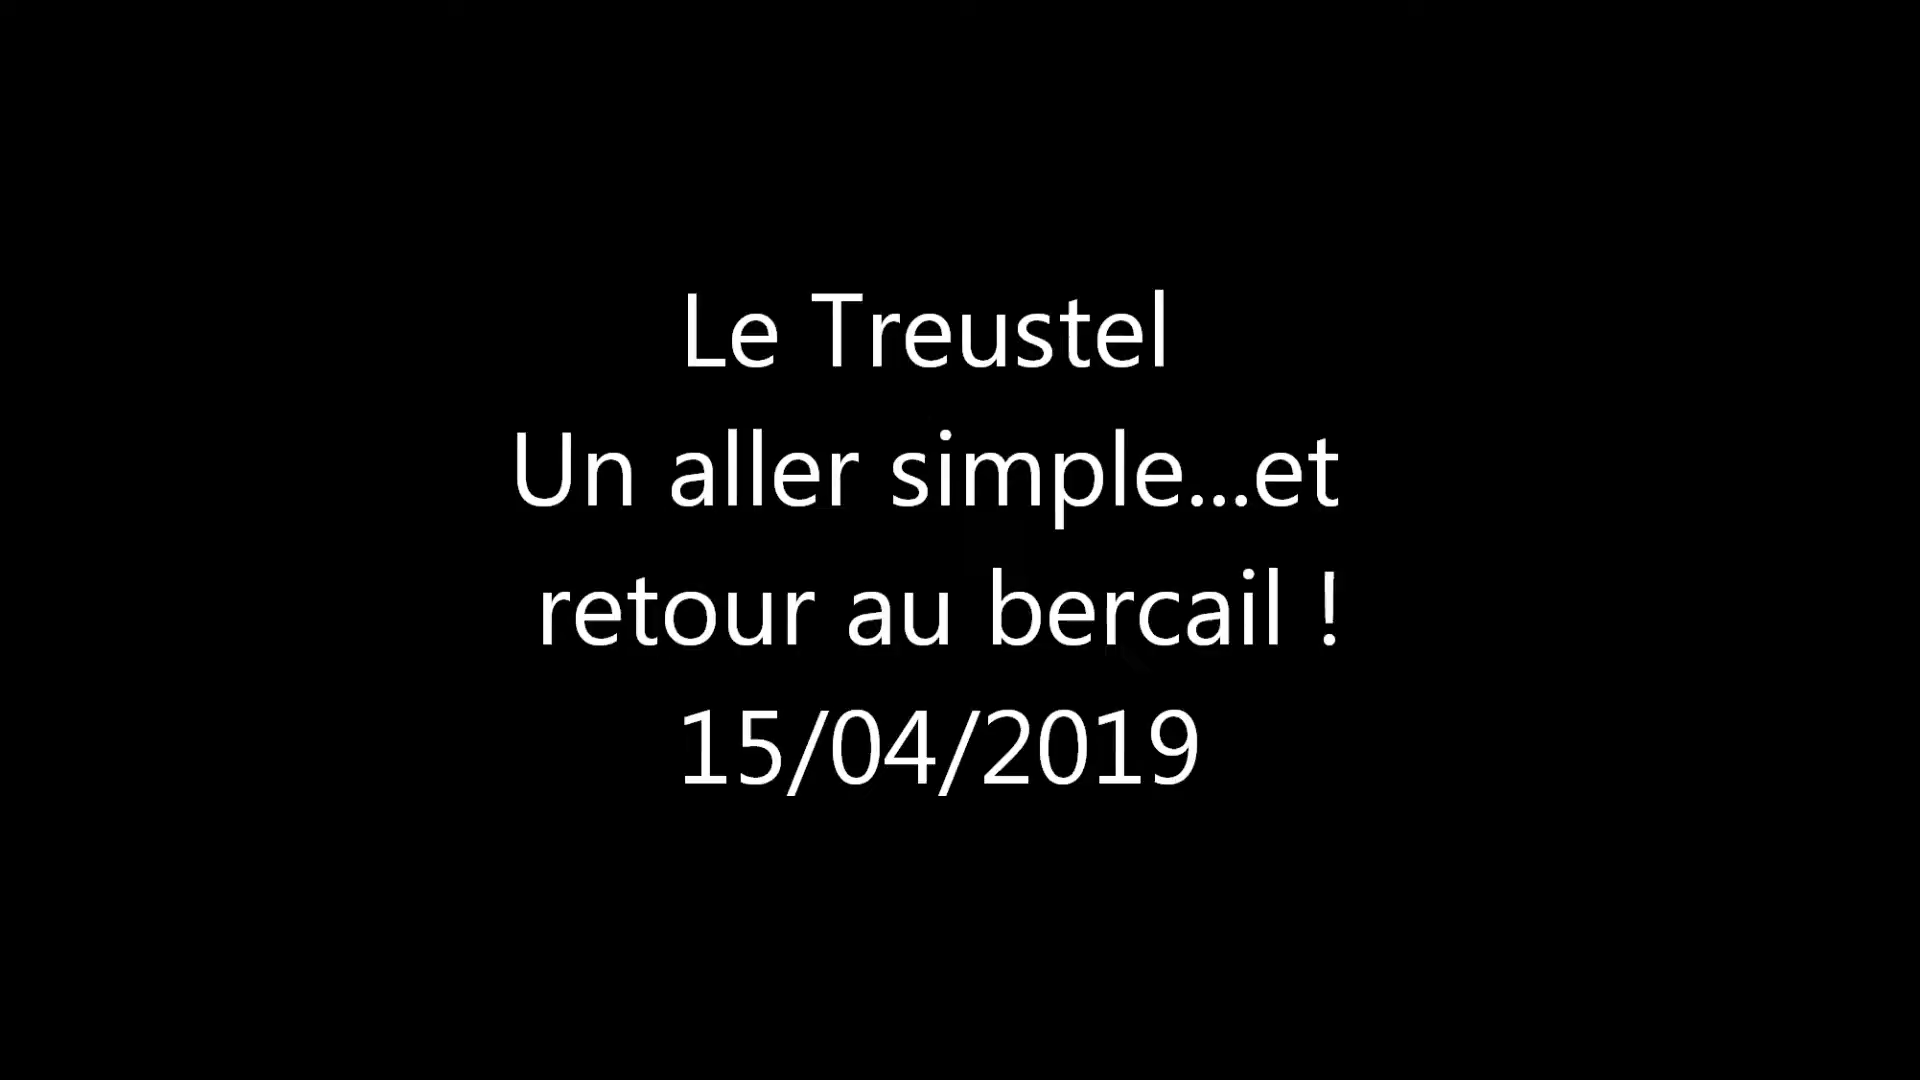 Le Treustel
Un aller simple...et
retour au bercail !
15/04/2019